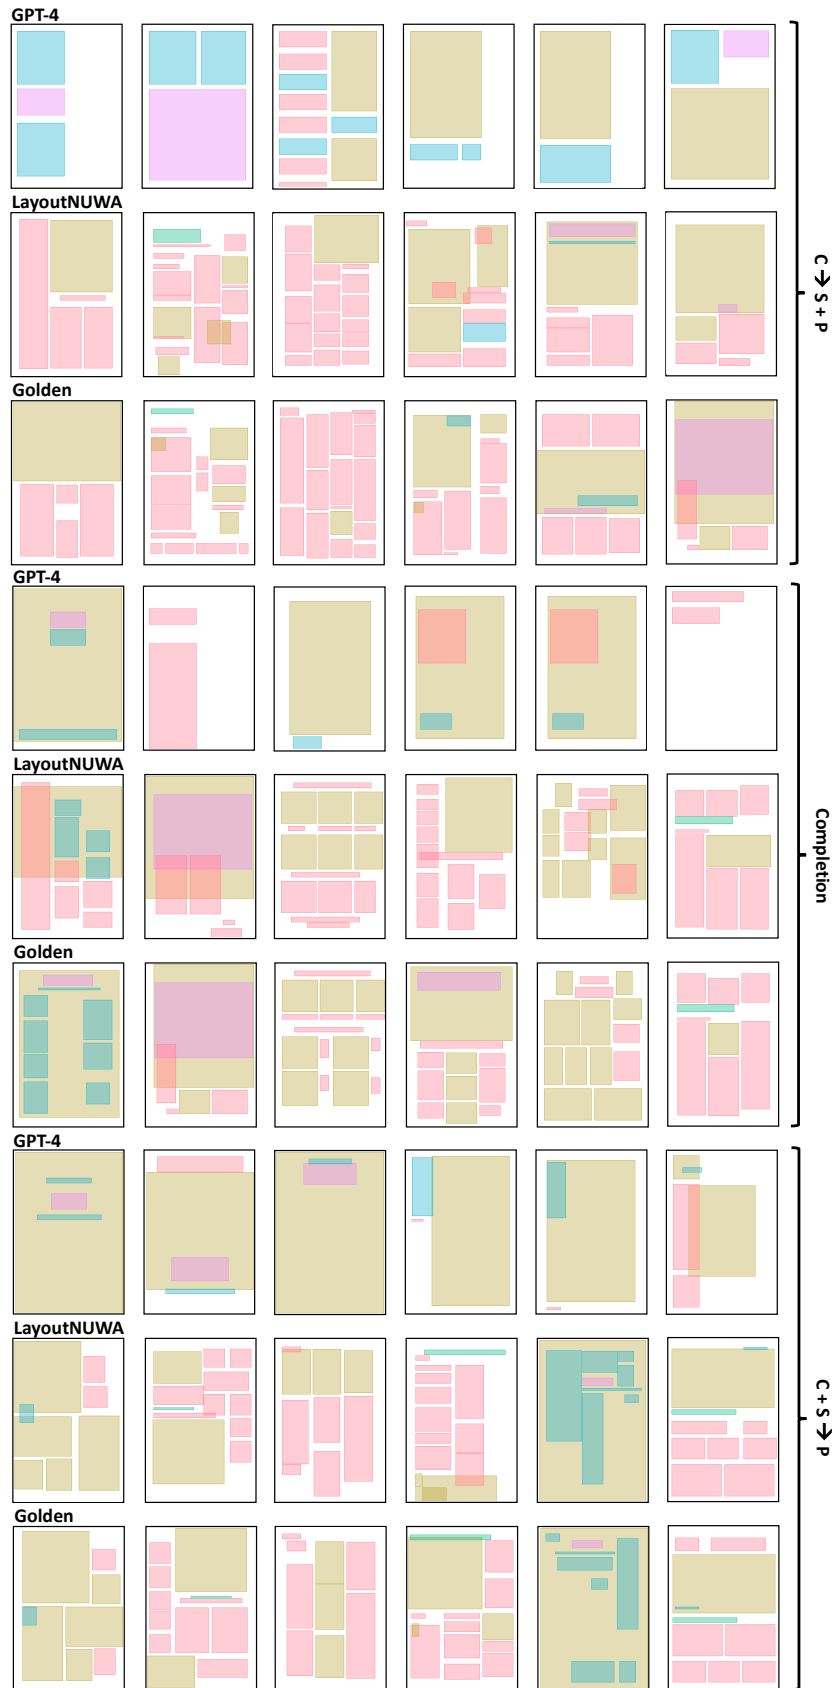 GPT-4
LayoutNUWA
Golden
C → S + P
GPT-4
LayoutNUWA
Golden
Completion
GPT-4
LayoutNUWA
Golden
C + S → P